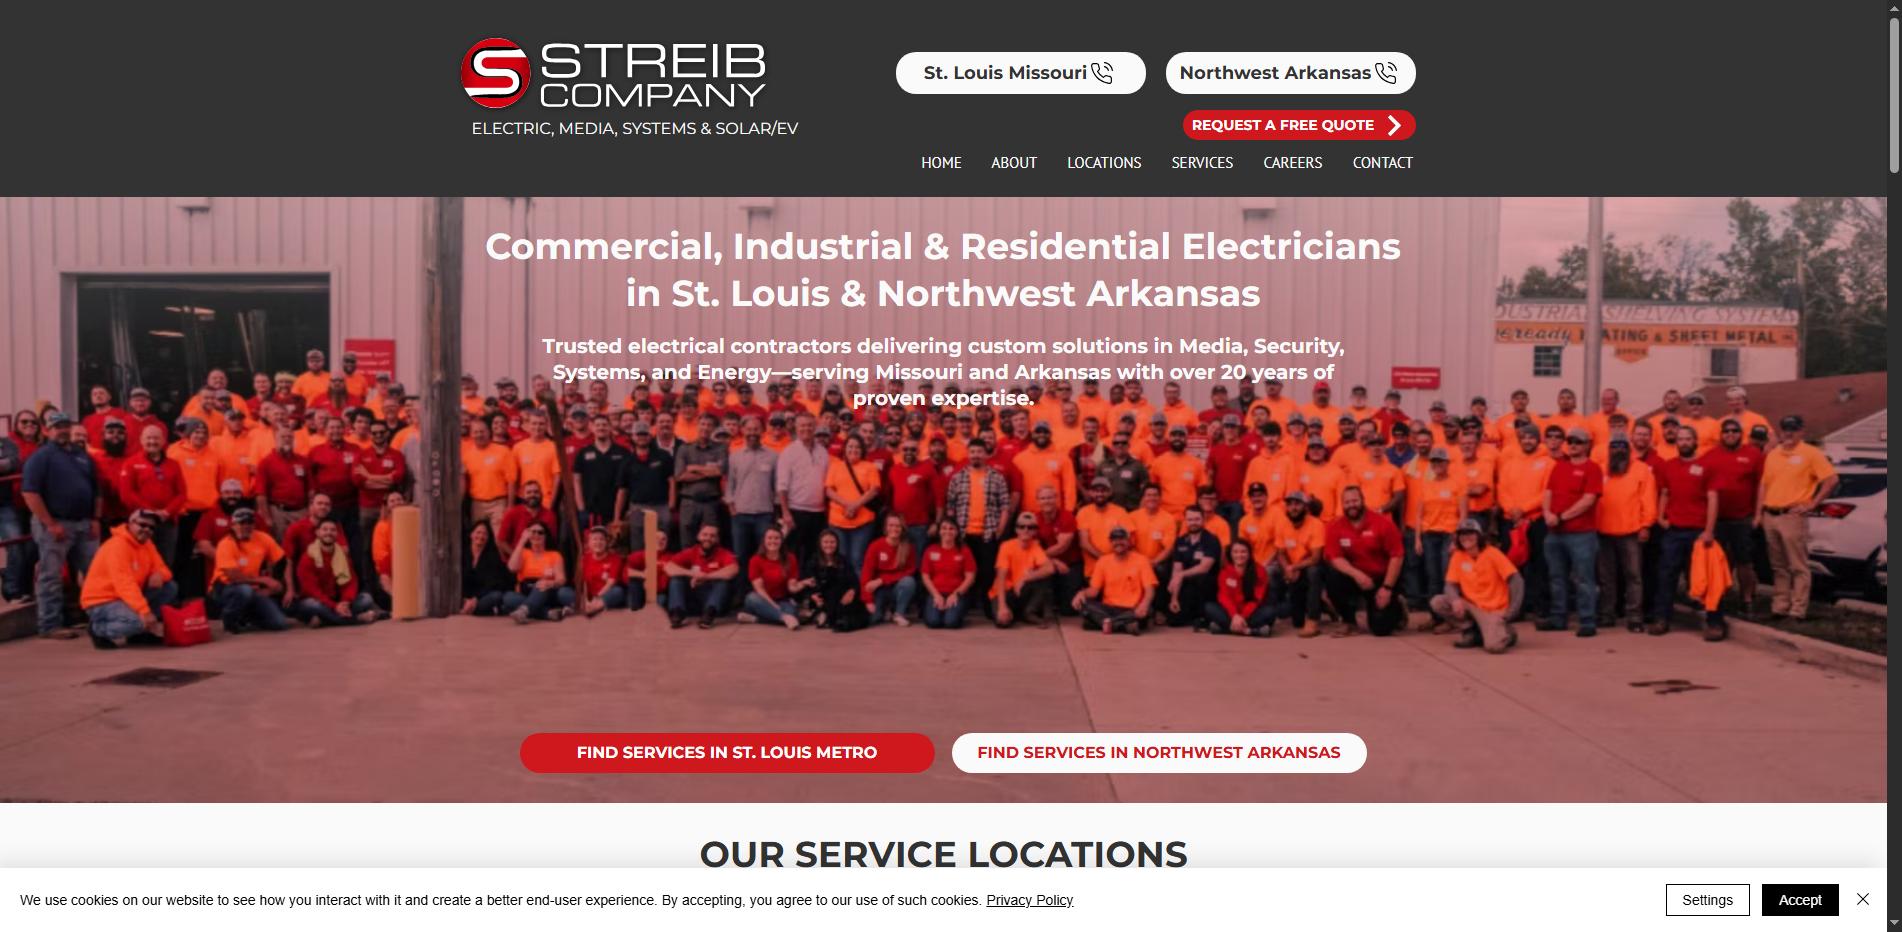 STREIB
COMPANY
ELECTRIC, MEDIA, SYSTEMS & SOLAR/EV
St. Louis Missouri
Northwest Arkansas
REQUEST A FREE QUOTE
HOME ABOUT LOCATIONS SERVICES CAREERS CONTACT
Commercial, Industrial & Residential Electricians
in St. Louis & Northwest Arkansas
Trusted electrical contractors delivering custom solutions in Media, Security,
Systems, and Energy—serving Missouri and Arkansas with over 20 years of
proven expertise.
SHELVING SYSTEMS
& SHEET METAL
FIND SERVICES IN ST. LOUIS METRO
FIND SERVICES IN NORTHWEST ARKANSAS
OUR SERVICE LOCATIONS
We use cookies on our website to see how you interact with it and create a better end-user experience. By accepting, you agree to our use of such cookies. Privacy Policy
Settings
Accept